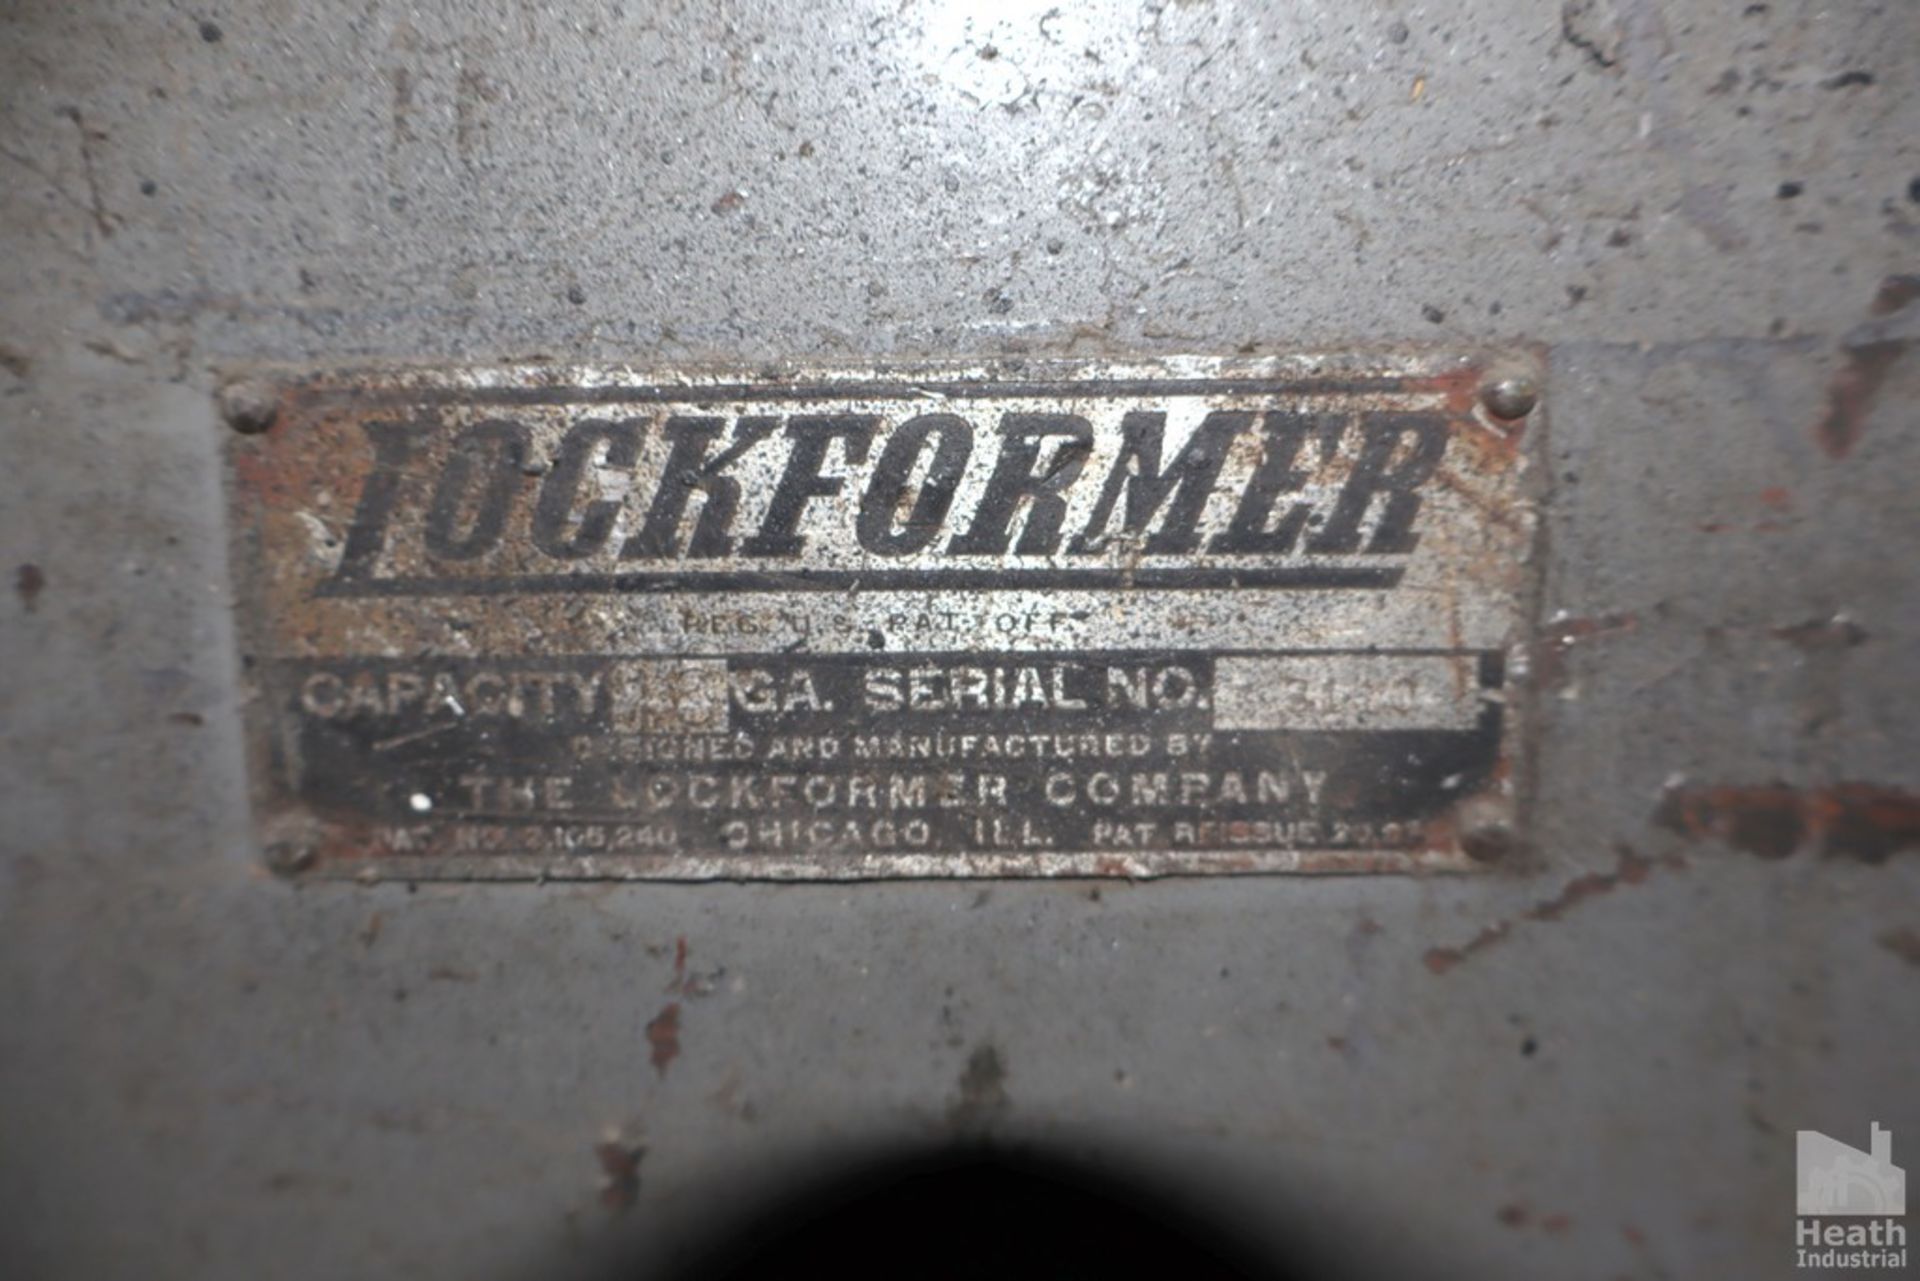 LOCKFORMER
REG. U.S. PAT. OFF.
CAPACITY GA. SERIAL NO.
DESIGNED AND MANUFACTURED BY
THE LOCKFORMER COMPANY
PAT. NO. 2,105,240 CHICAGO, ILL. PAT REISSUE
Heath
Industrial